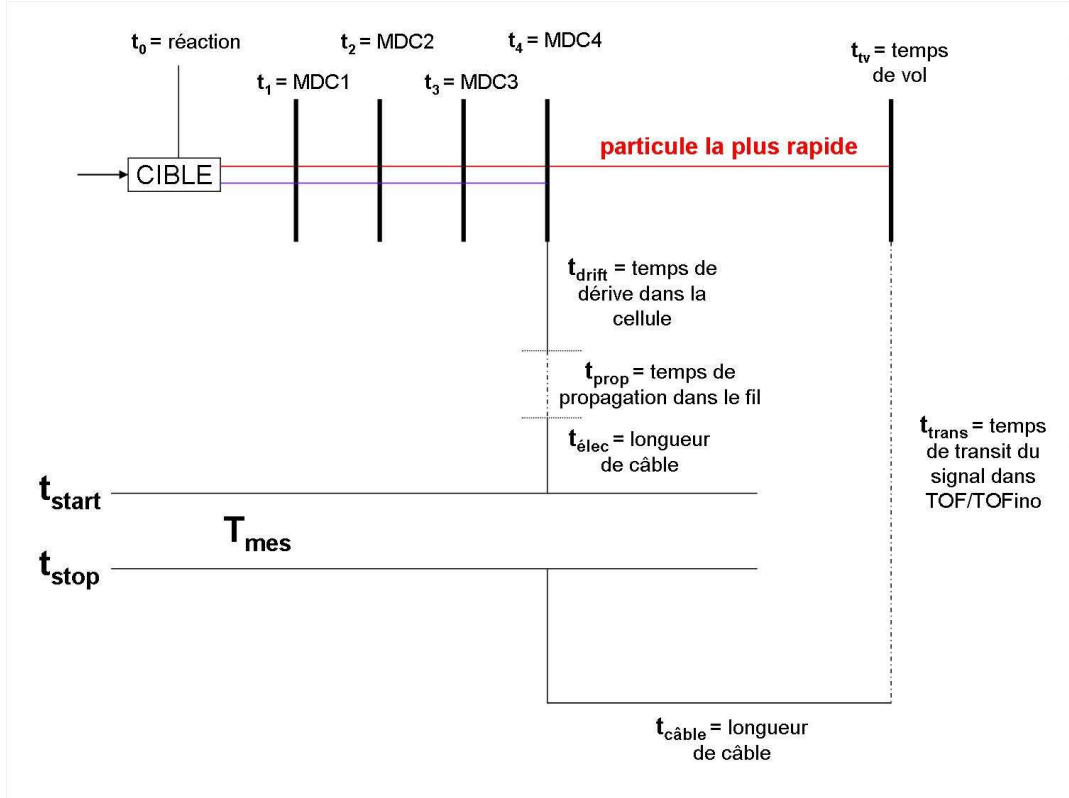 t0 = réaction
t1 = MDC1
t2 = MDC2
t3 = MDC3
t4 = MDC4
ttv = temps
de vol
CIBLE
particule la plus rapide
tdrift = temps de
dérive dans la
cellule
tprop = temps de
propagation dans le fil
télec = longueur
de câble
ttrans = temps
de transit du
signal dans
TOF/TOFino
tstart
Tmes
tstop
tcâble = longueur
de câble